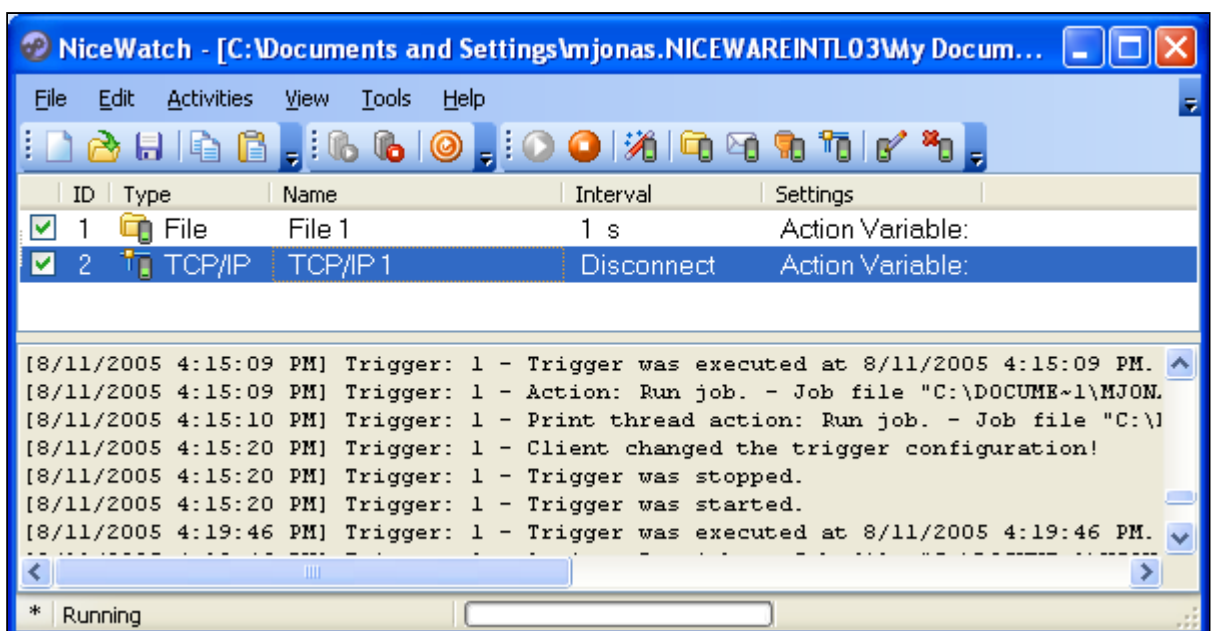 NiceWatch - [C:\Documents and Settings\mjonas.NICEWAREINTL03\My Docum...
File Edit Activities View Tools Help
ID Type Name Interval Settings
1 File File 1 1 s Action Variable:
2 TCP/IP TCP/IP 1 Disconnect Action Variable:
[8/11/2005 4:15:09 PM] Trigger: 1 - Trigger was executed at 8/11/2005 4:15:09 PM.
[8/11/2005 4:15:09 PM] Trigger: 1 - Action: Run job. - Job file "C:\DOCUME~1\MJON
[8/11/2005 4:15:10 PM] Trigger: 1 - Print thread action: Run job. - Job file "C:\
[8/11/2005 4:15:20 PM] Trigger: 1 - Client changed the trigger configuration!
[8/11/2005 4:15:20 PM] Trigger: 1 - Trigger was stopped.
[8/11/2005 4:15:20 PM] Trigger: 1 - Trigger was started.
[8/11/2005 4:19:46 PM] Trigger: 1 - Trigger was executed at 8/11/2005 4:19:46 PM.
* Running